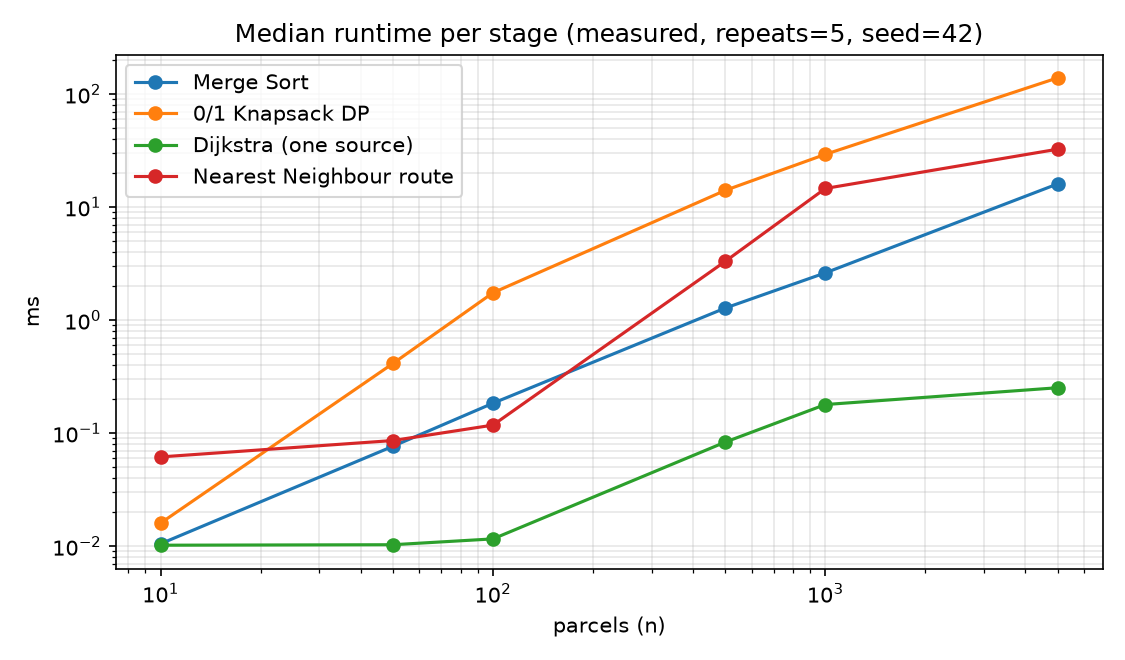 Median runtime per stage (measured, repeats=5, seed=42)
Merge Sort
0/1 Knapsack DP
Dijkstra (one source)
Nearest Neighbour route
10²
10¹
10⁰
10⁻¹
10⁻²
ms
10¹ 10² 10³
parcels (n)